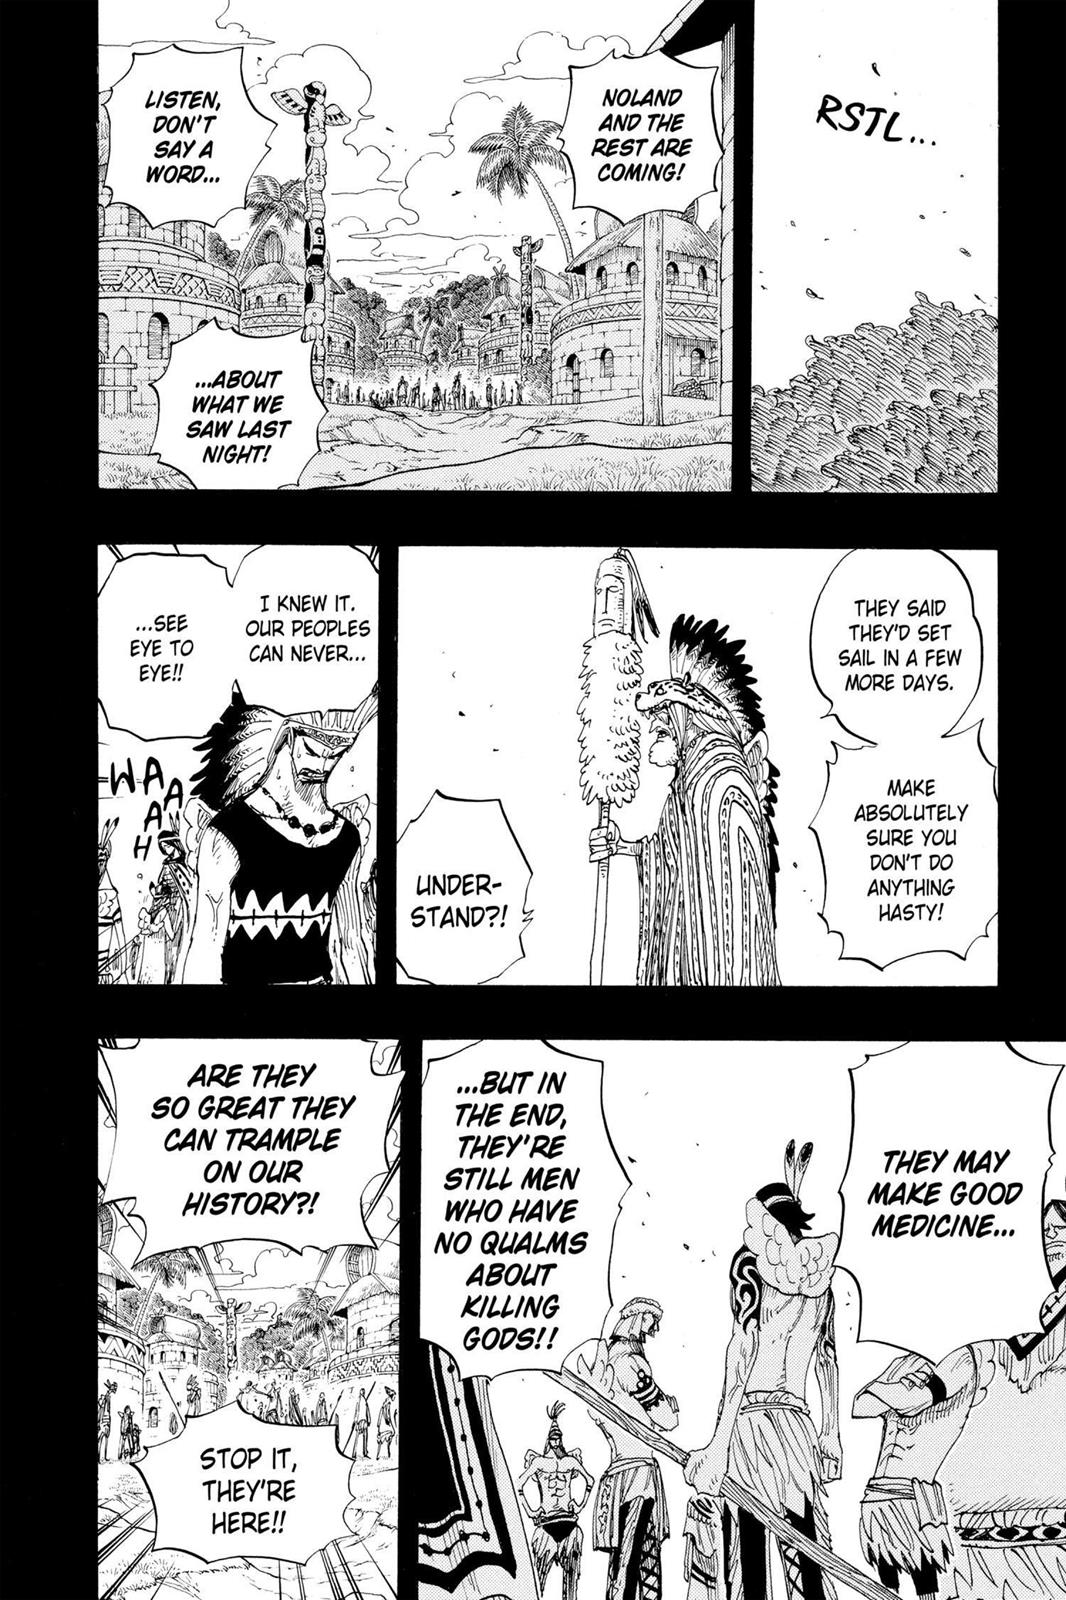 RSTL...
NOLAND
AND THE
REST ARE
COMING!
LISTEN,
DON'T
SAY A
WORD...
...ABOUT
WHAT WE
SAW LAST
NIGHT!
THEY SAID
THEY'D SET
SAIL IN A FEW
MORE DAYS.
MAKE
ABSOLUTELY
SURE YOU
DON'T DO
ANYTHING
HASTY!
UNDER-
STAND?!
I KNEW IT.
OUR PEOPLES
CAN NEVER...
...SEE
EYE TO
EYE!!
WAAAAH
THEY MAY
MAKE GOOD
MEDICINE...
...BUT IN
THE END,
THEY'RE
STILL MEN
WHO HAVE
NO QUALMS
ABOUT
KILLING
GODS!!
ARE THEY
SO GREAT THEY
CAN TRAMPLE
ON OUR
HISTORY?!
STOP IT,
THEY'RE
HERE!!